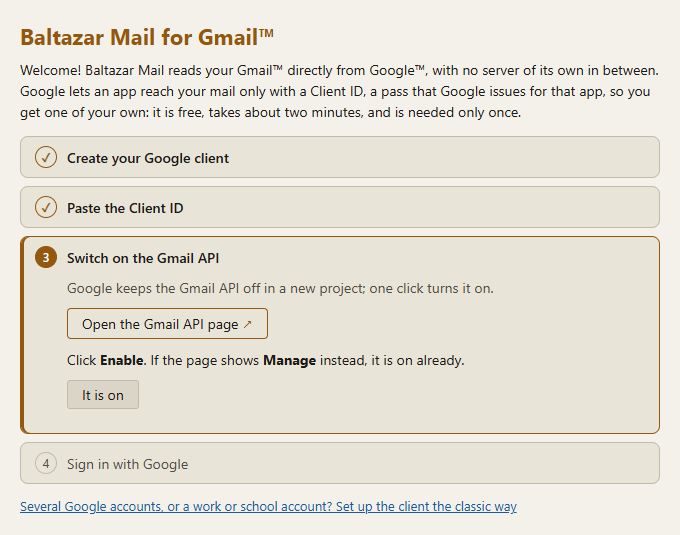 Baltazar Mail for Gmail™
Welcome! Baltazar Mail reads your Gmail™ directly from Google™, with no server of its own in between.
Google lets an app reach your mail only with a Client ID, a pass that Google issues for that app, so you
get one of your own: it is free, takes about two minutes, and is needed only once.
✓ Create your Google client
✓ Paste the Client ID
3 Switch on the Gmail API
Google keeps the Gmail API off in a new project; one click turns it on.
Open the Gmail API page ↗
Click Enable. If the page shows Manage instead, it is on already.
It is on
4 Sign in with Google
Several Google accounts, or a work or school account? Set up the client the classic way